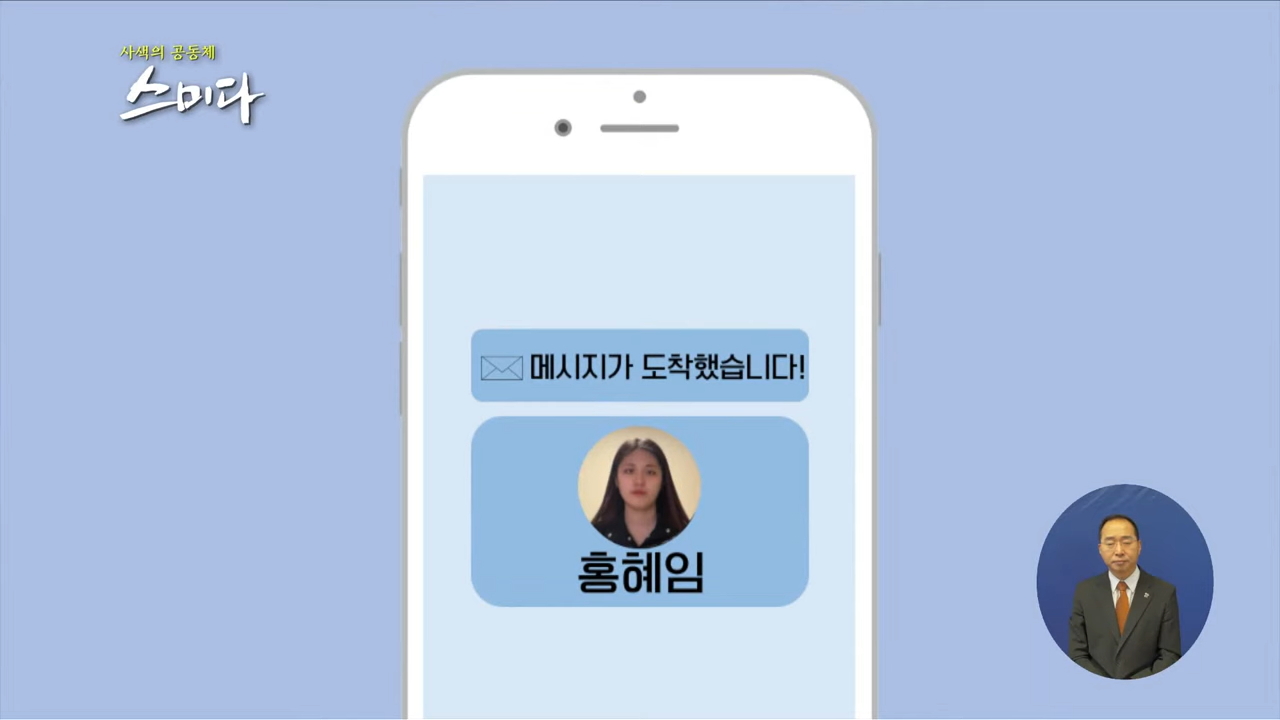 사색의 공동체
스미다
메시지가 도착했습니다!
홍혜임